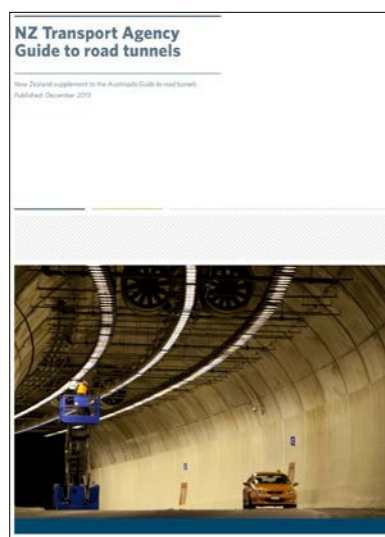 NZ Transport Agency
Guide to road tunnels
New Zealand supplement to the Austroads Guide to road tunnels
Published: December 2013